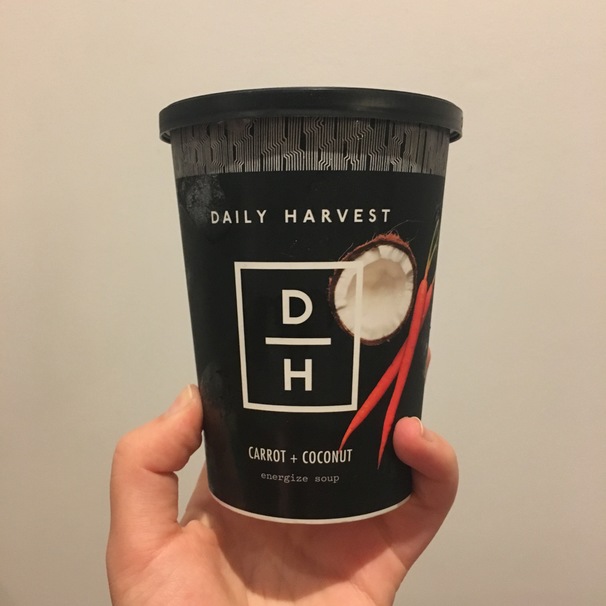 DAILY HARVEST
D
H
CARROT + COCONUT
energize soup